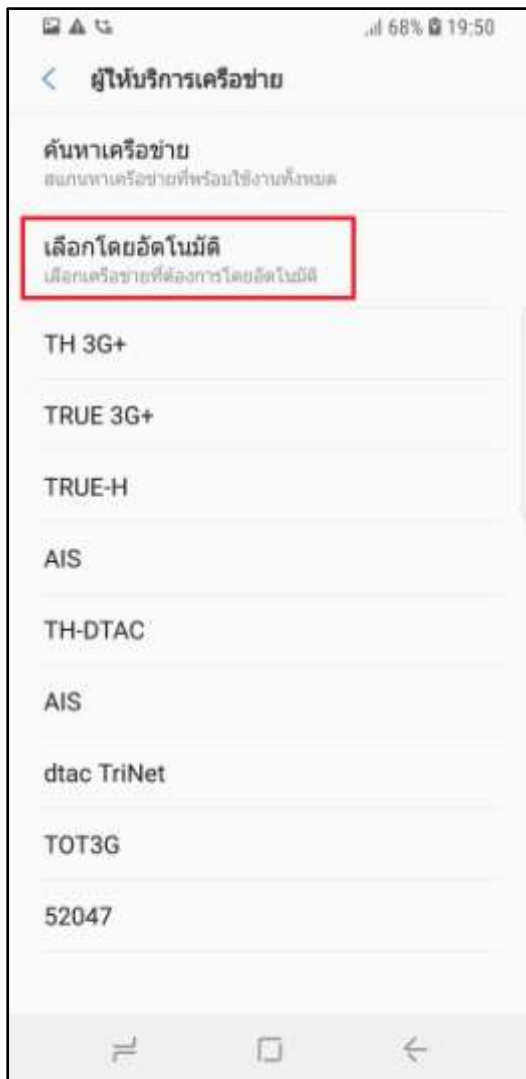 68% 19:50
ผู้ให้บริการเครือข่าย
ค้นหาเครือข่าย
สแกนหาเครือข่ายที่พร้อมใช้งานทั้งหมด
เลือกโดยอัตโนมัติ
เลือกเครือข่ายที่ต้องการโดยอัตโนมัติ
TH 3G+
TRUE 3G+
TRUE-H
AIS
TH-DTAC
AIS
dtac TriNet
TOT3G
52047